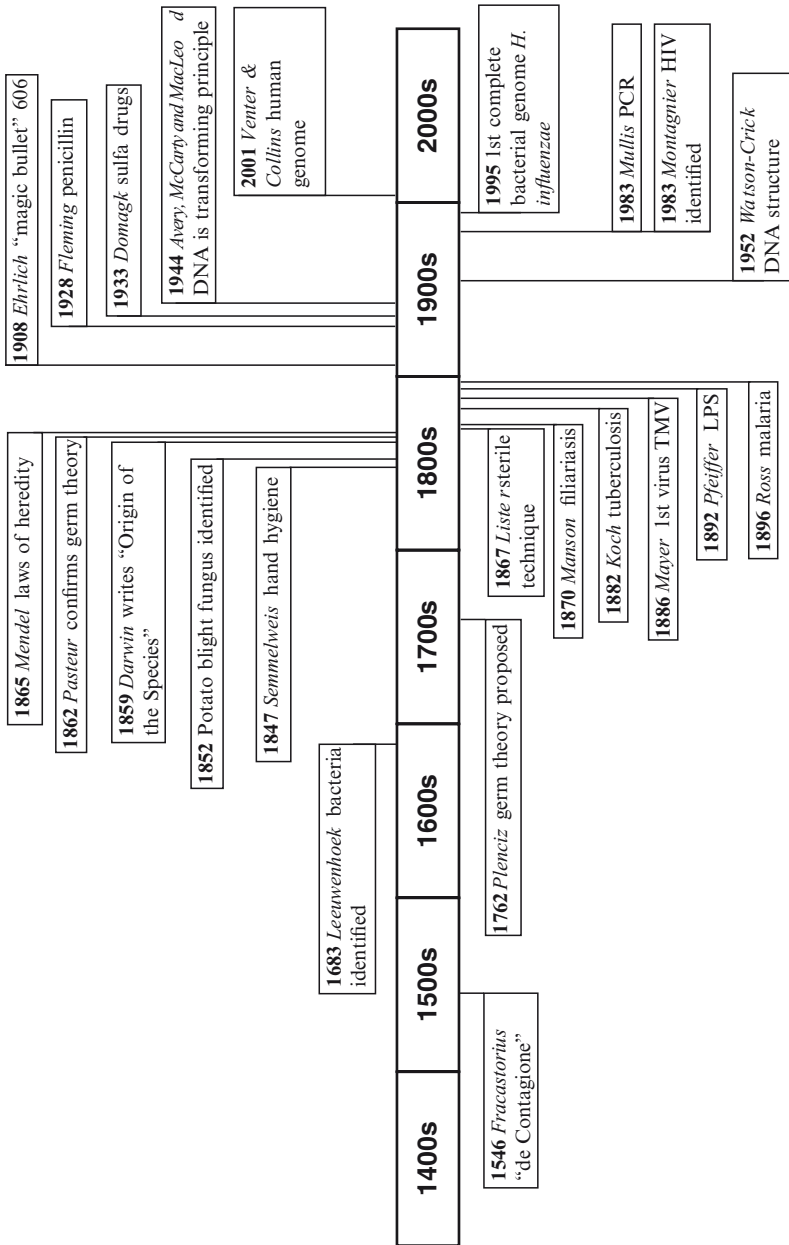 1865 Mendel laws of heredity
1862 Pasteur confirms germ theory
1859 Darwin writes “Origin of
the Species”
1852 Potato blight fungus identified
1847 Semmelweis hand hygiene
1683 Leeuwenhoek bacteria
identified
1908 Ehrlich “magic bullet” 606
1928 Fleming penicillin
1933 Domagk sulfa drugs
1944 Avery, McCarty and MacLeo d
DNA is transforming principle
2001 Venter &
Collins human
genome
1400s
1500s
1600s
1700s
1800s
1900s
2000s
1546 Fracastorius
“de Contagione”
1762 Plenciz germ theory proposed
1867 Liste rsterile
technique
1870 Manson filiariasis
1882 Koch tuberculosis
1886 Mayer 1st virus TMV
1892 Pfeiffer LPS
1896 Ross malaria
1995 1st complete
bacterial genome H.
influenzae
1983 Mullis PCR
1983 Montagnier HIV
identified
1952 Watson-Crick
DNA structure